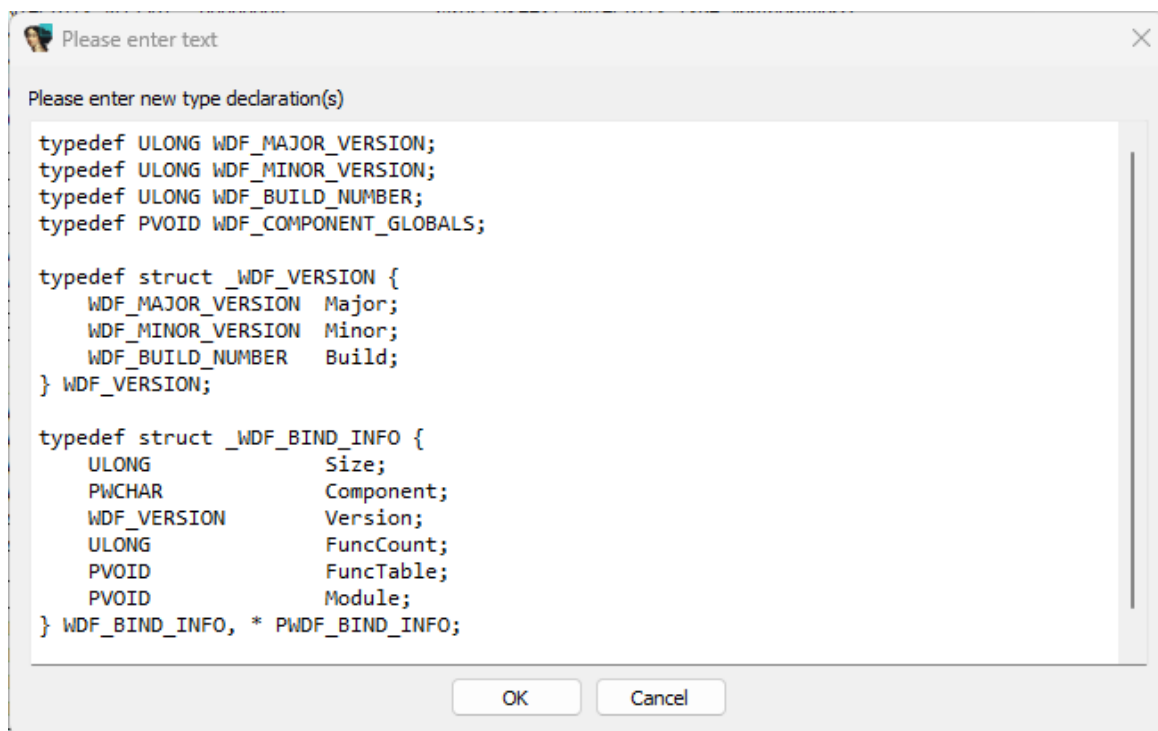 Please enter text
Please enter new type declaration(s)
typedef ULONG WDF_MAJOR_VERSION;
typedef ULONG WDF_MINOR_VERSION;
typedef ULONG WDF_BUILD_NUMBER;
typedef PVOID WDF_COMPONENT_GLOBALS;

typedef struct _WDF_VERSION {
    WDF_MAJOR_VERSION  Major;
    WDF_MINOR_VERSION  Minor;
    WDF_BUILD_NUMBER   Build;
} WDF_VERSION;

typedef struct _WDF_BIND_INFO {
    ULONG              Size;
    PWCHAR             Component;
    WDF_VERSION        Version;
    ULONG              FuncCount;
    PVOID              FuncTable;
    PVOID              Module;
} WDF_BIND_INFO, * PWDF_BIND_INFO;
OK Cancel